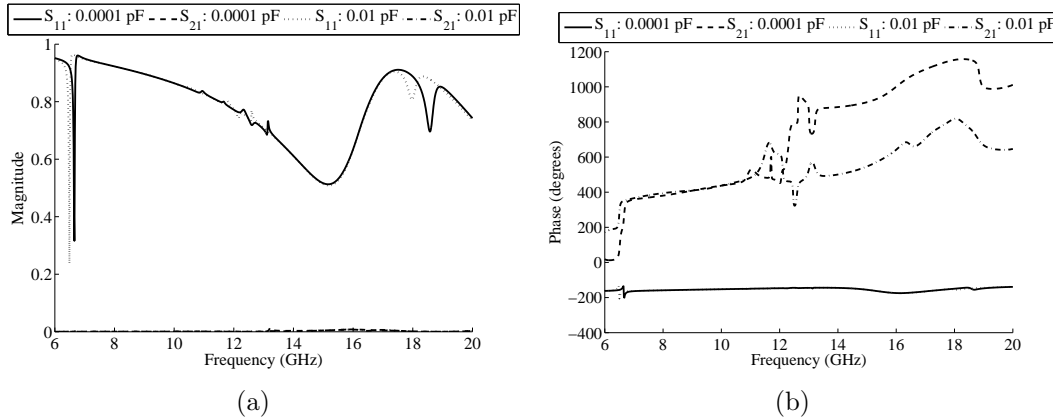 S11: 0.0001 pF S21: 0.0001 pF S11: 0.01 pF S21: 0.01 pF
1
0.8
0.6
0.4
0.2
0
Magnitude
6 8 10 12 14 16 18 20
Frequency (GHz)
(a)
S11: 0.0001 pF S21: 0.0001 pF S11: 0.01 pF S21: 0.01 pF
1200
1000
800
600
400
200
0
−200
−400
Phase (degrees)
6 8 10 12 14 16 18 20
Frequency (GHz)
(b)